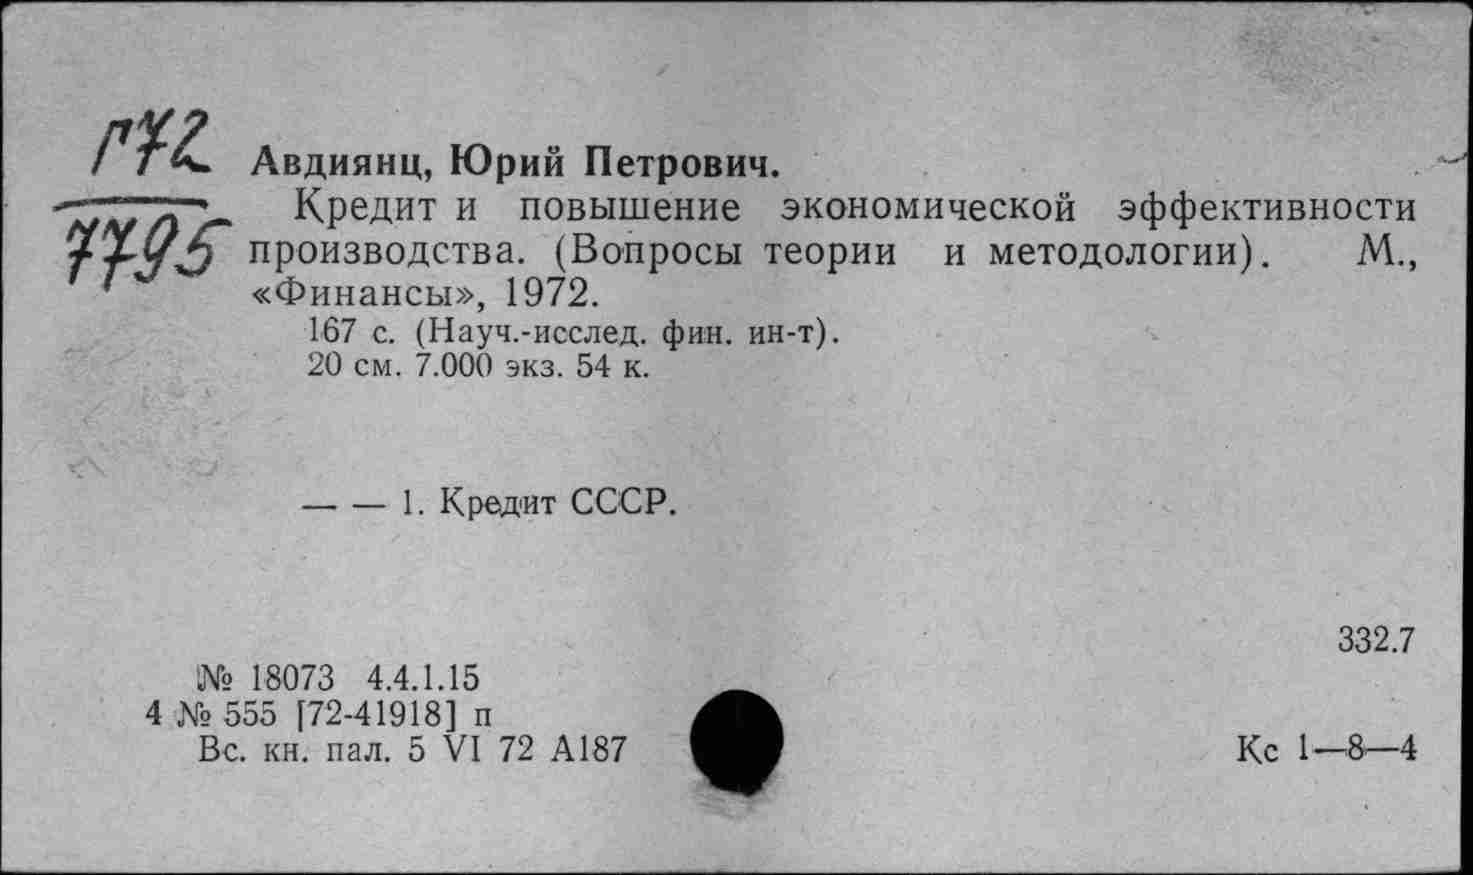 Г72
7795
Авдиянц, Юрий Петрович.
Кредит и повышение экономической эффективности
производства. (Вопросы теории и методологии). М.,
«Финансы», 1972.
167 с. (Науч.-исслед. фин. ин-т).
20 см. 7.000 экз. 54 к.
— — 1. Кредит СССР.
332.7
№ 18073 4.4.1.15
4 № 555 [72-41918] п
Вс. кн. пал. 5 VI 72 А187
Кс 1—8—4